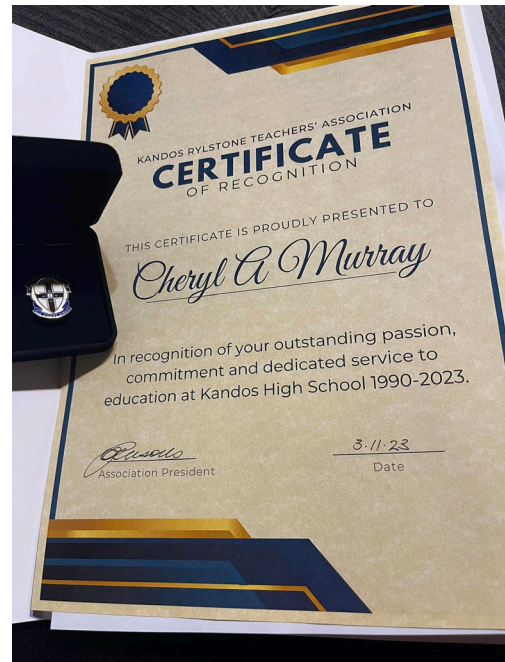 KANDOS RYLSTONE TEACHERS' ASSOCIATION
CERTIFICATE
OF RECOGNITION
THIS CERTIFICATE IS PROUDLY PRESENTED TO
Cheryl A Murray
In recognition of your outstanding passion,
commitment and dedicated service to
education at Kandos High School 1990-2023.
3.11.23
Association President
Date